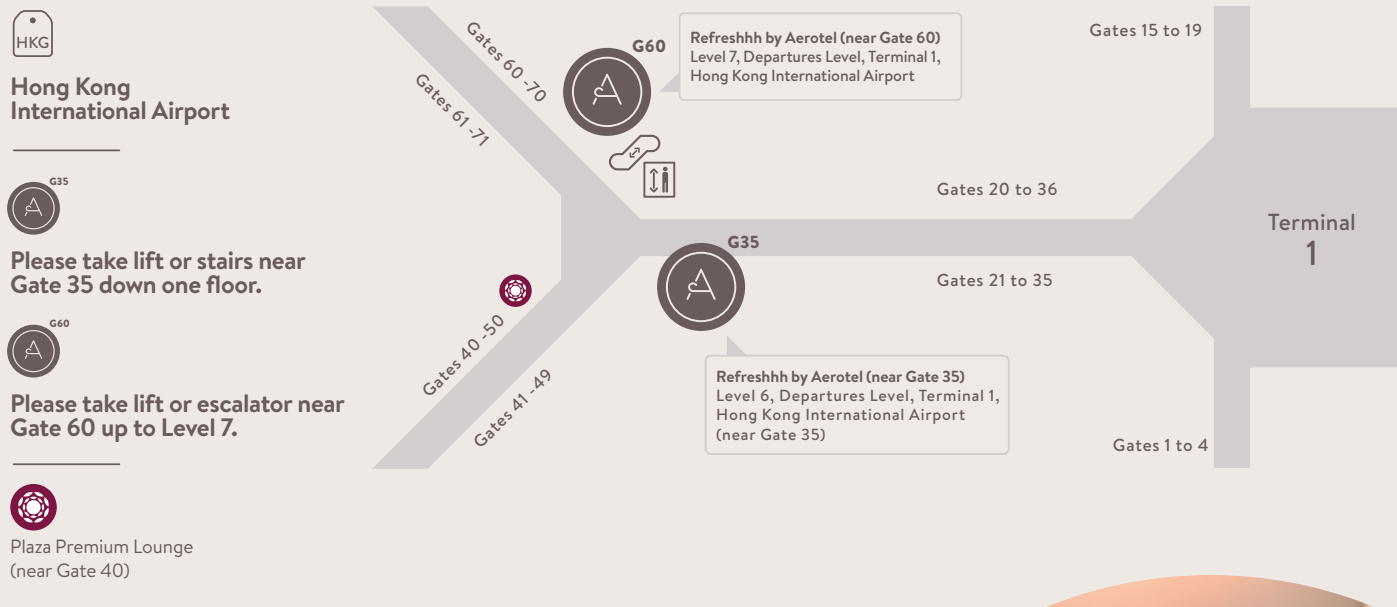 HKG
Hong Kong
International Airport
G35
Please take lift or stairs near
Gate 35 down one floor.
G60
Please take lift or escalator near
Gate 60 up to Level 7.
Plaza Premium Lounge
(near Gate 40)
Gates 60 -70
Gates 61 -71
G60
Refreshhh by Aerotel (near Gate 60)
Level 7, Departures Level, Terminal 1,
Hong Kong International Airport
Gates 15 to 19
Gates 20 to 36
Terminal
1
G35
Gates 21 to 35
Gates 40 -50
Gates 41 -49
Refreshhh by Aerotel (near Gate 35)
Level 6, Departures Level, Terminal 1,
Hong Kong International Airport
(near Gate 35)
Gates 1 to 4